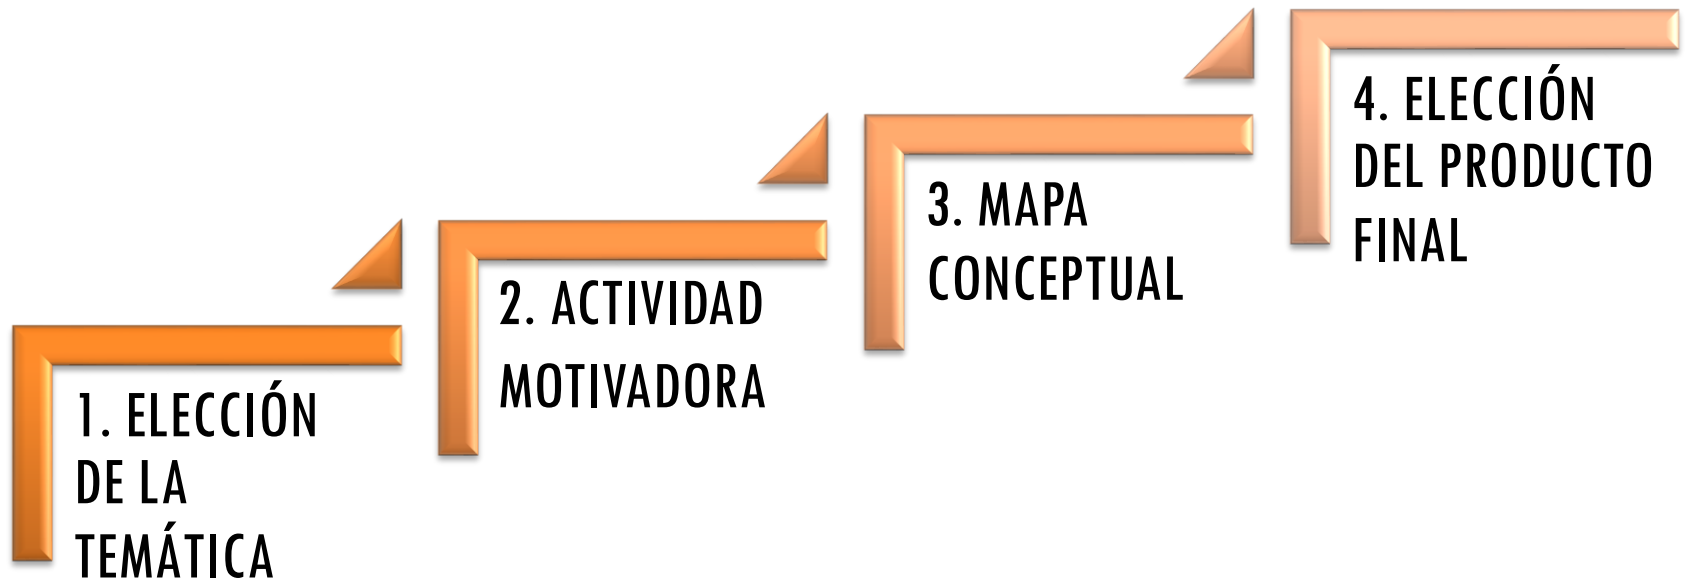 1. ELECCIÓN
DE LA
TEMÁTICA
2. ACTIVIDAD
MOTIVADORA
3. MAPA
CONCEPTUAL
4. ELECCIÓN
DEL PRODUCTO
FINAL